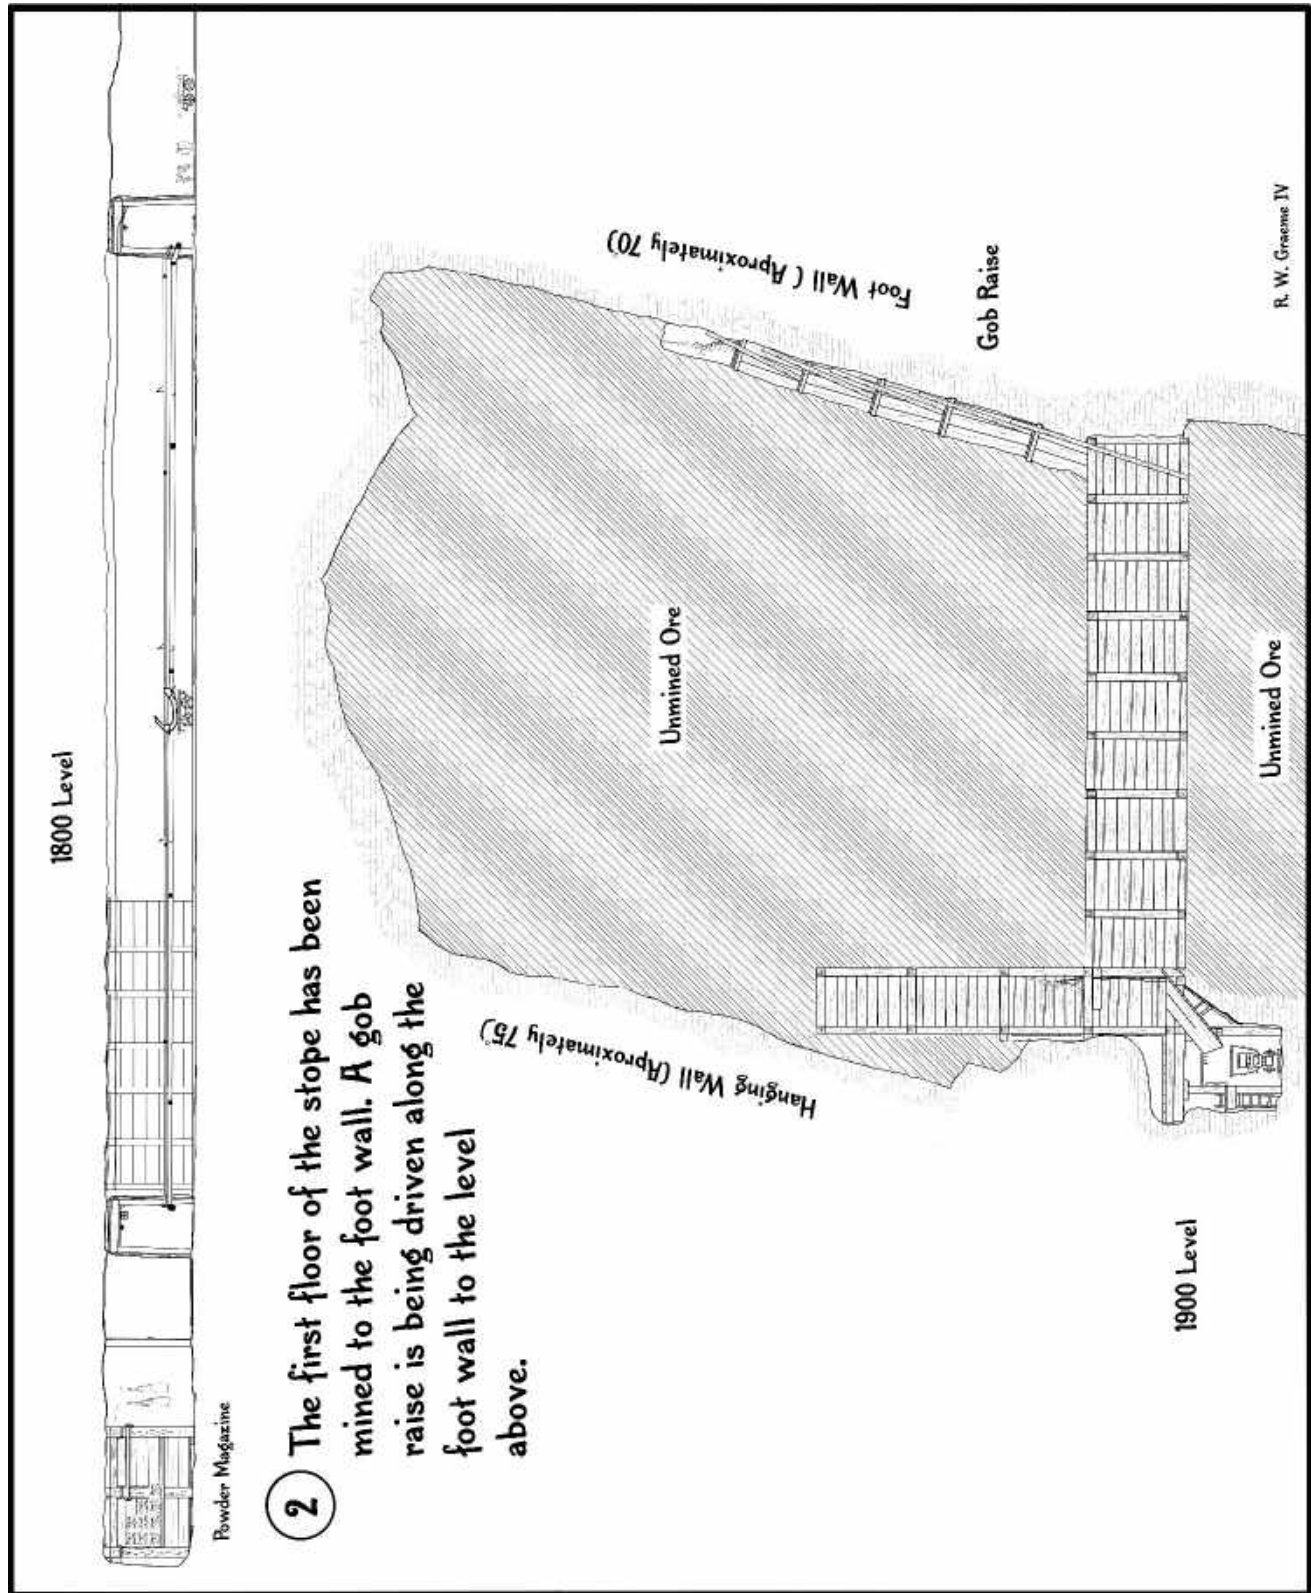 1800 Level
Powder Magazine
2
The first floor of the stope has been
mined to the foot wall. A gob
raise is being driven along the
foot wall to the level
above.
Hanging Wall (Aproximately 75°)
Foot Wall ( Aproximately 70°)
Unmined Ore
Gob Raise
1900 Level
Unmined Ore
R. W. Graeme IV